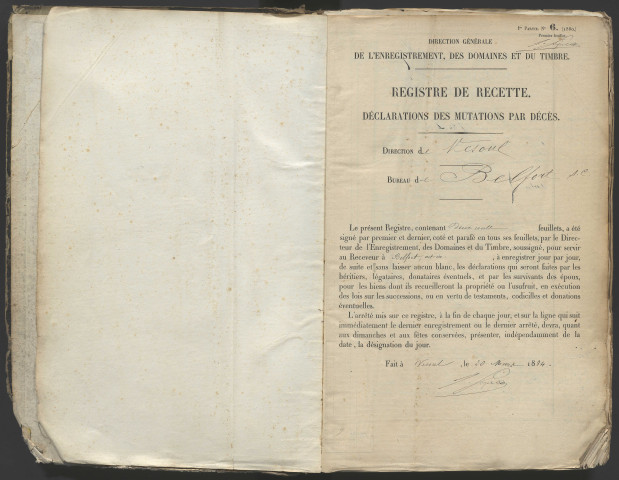 Iᵉ SÉRIE Nº 6. (1880)
DIRECTION GÉNÉRALE
DE L'ENREGISTREMENT, DES DOMAINES ET DU TIMBRE.
REGISTRE DE RECETTE.
DÉCLARATIONS DES MUTATIONS PAR DÉCÈS.
DIRECTION de Vesoul
BUREAU de Belfort
Le présent Registre, contenant feuillets, a été
signé par premier et dernier, coté et parafé en tous ses feuillets, par le Direc-
teur de l'Enregistrement, des Domaines et du Timbre, soussigné, pour servir
au Receveur à Belfort , à enregistrer jour par jour,
de suite et sans laisser aucun blanc, les déclarations qui seront faites par les
héritiers, légataires, donataires éventuels, et par les survivants des époux,
pour les biens dont ils recueilleront la propriété ou l'usufruit, en exécution
des lois sur les successions, ou en vertu de testaments, codiciles et donations
éventuelles.
L'arrêté mis sur ce registre, à la fin de chaque jour, et sur la ligne qui suit
immédiatement le dernier enregistrement ou le dernier arrêté, devra, quant
aux dimanches et aux fêtes conservées, présenter, indépendamment de la
date, la désignation du jour.
Fait à Vesoul , le 1884.